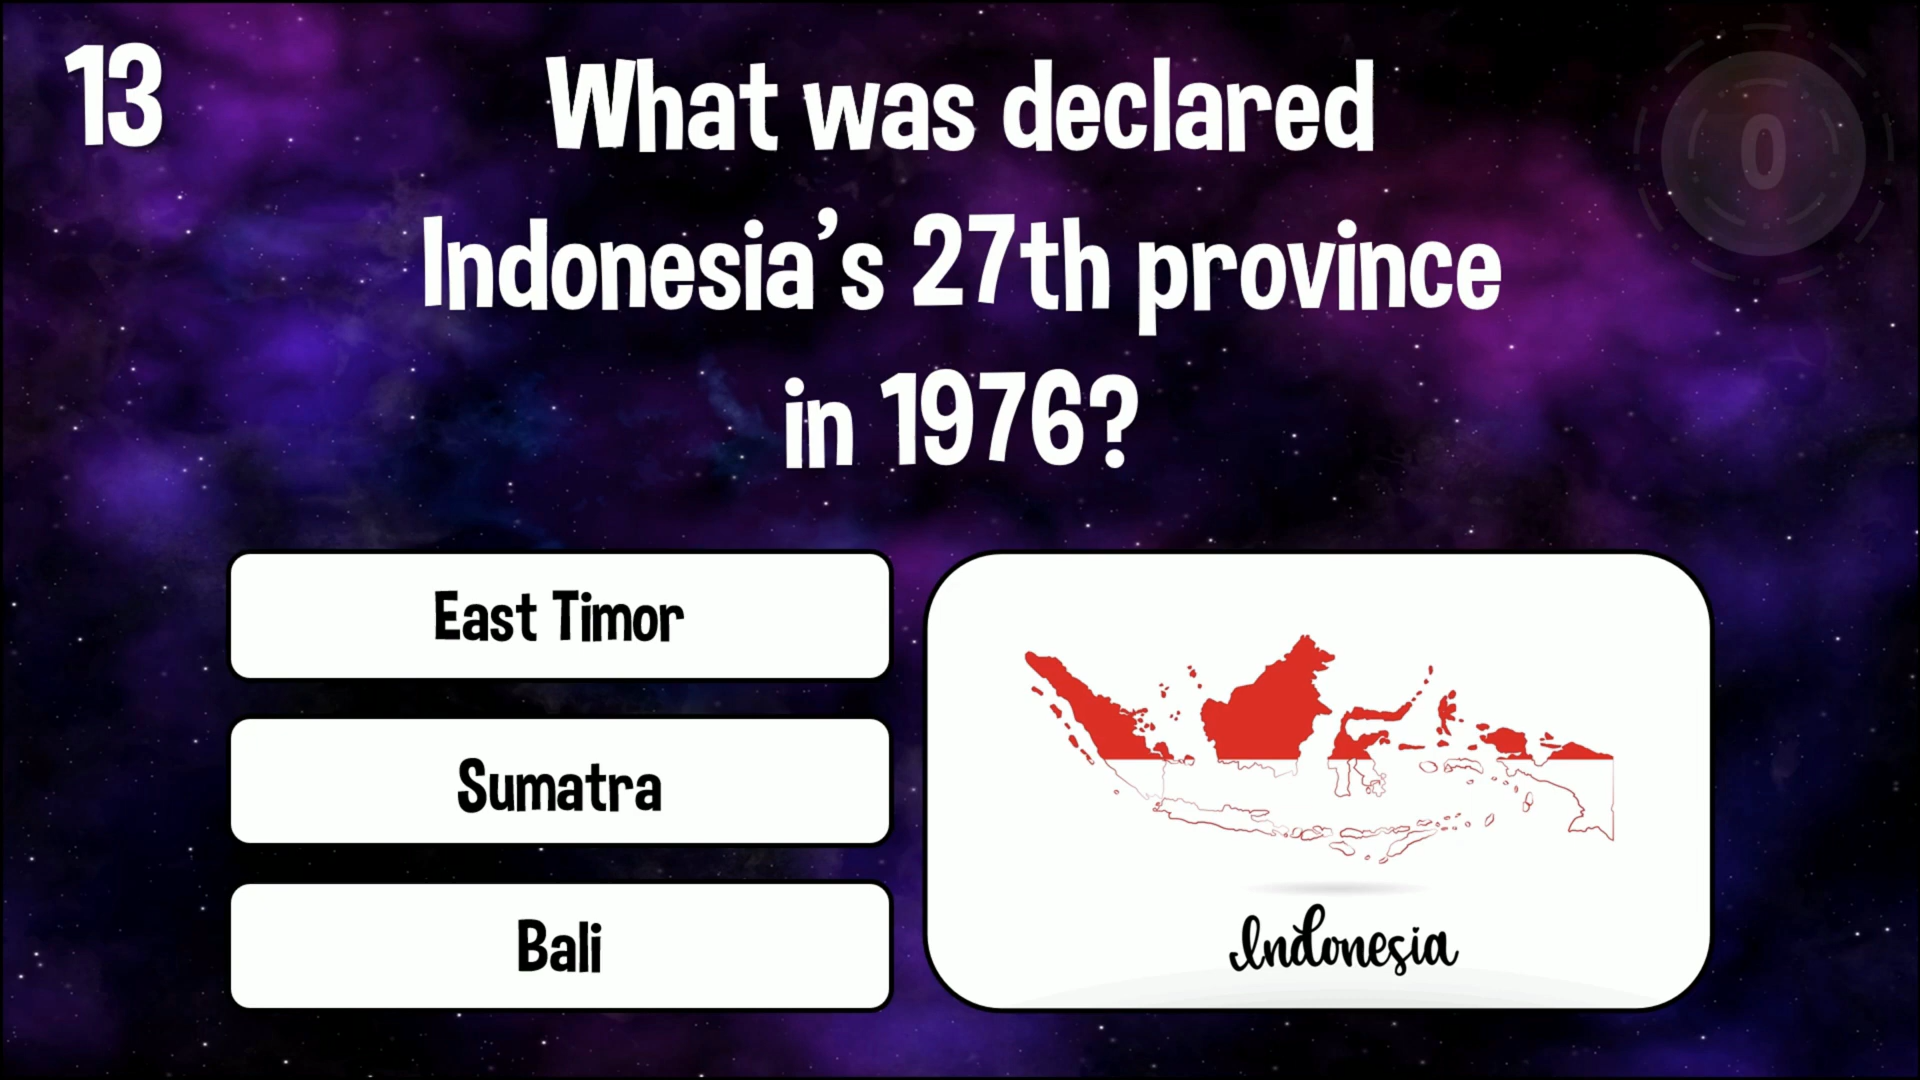 13
What was declared
Indonesia's 27th province
in 1976?
0
East Timor
Sumatra
Bali
Indonesia